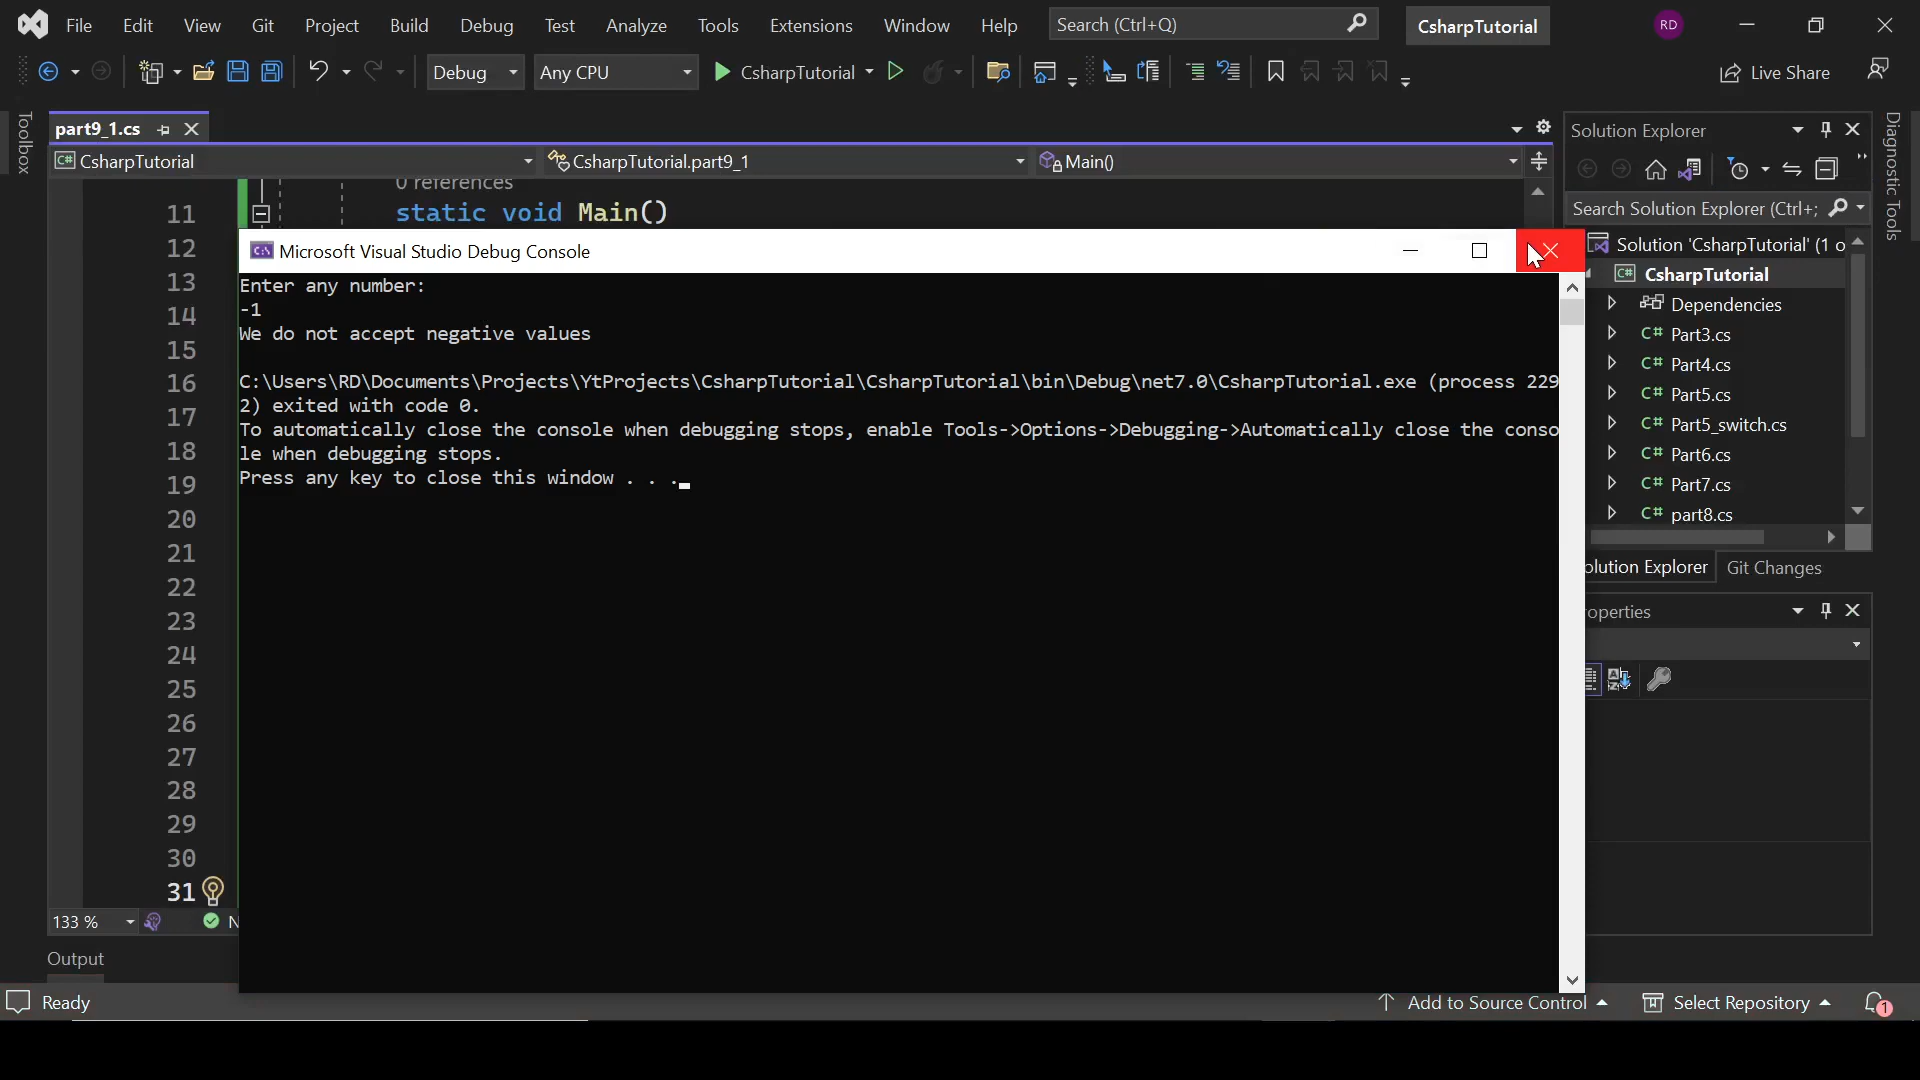 File Edit View Git Project Build Debug Test Analyze Tools Extensions Window Help Search (Ctrl+Q) CsharpTutorial RD
Debug Any CPU CsharpTutorial Live Share
Toolbox
part9_1.cs
CsharpTutorial CsharpTutorial.part9_1 Main()
0 references
11 static void Main()
12
13
14
15
16
17
18
19
20
21
22
23
24
25
26
27
28
29
30
31
133 % N
Microsoft Visual Studio Debug Console
Enter any number:
-1
We do not accept negative values
C:\Users\RD\Documents\Projects\YtProjects\CsharpTutorial\CsharpTutorial\bin\Debug\net7.0\CsharpTutorial.exe (process 229
2) exited with code 0.
To automatically close the console when debugging stops, enable Tools->Options->Debugging->Automatically close the conso
le when debugging stops.
Press any key to close this window . . .
Solution Explorer
Search Solution Explorer (Ctrl+;
Solution 'CsharpTutorial' (1 o
C# CsharpTutorial
Dependencies
C# Part3.cs
C# Part4.cs
C# Part5.cs
C# Part5_switch.cs
C# Part6.cs
C# Part7.cs
C# part8.cs
olution Explorer Git Changes
roperties
Diagnostic Tools
Output
Ready Add to Source Control Select Repository 1